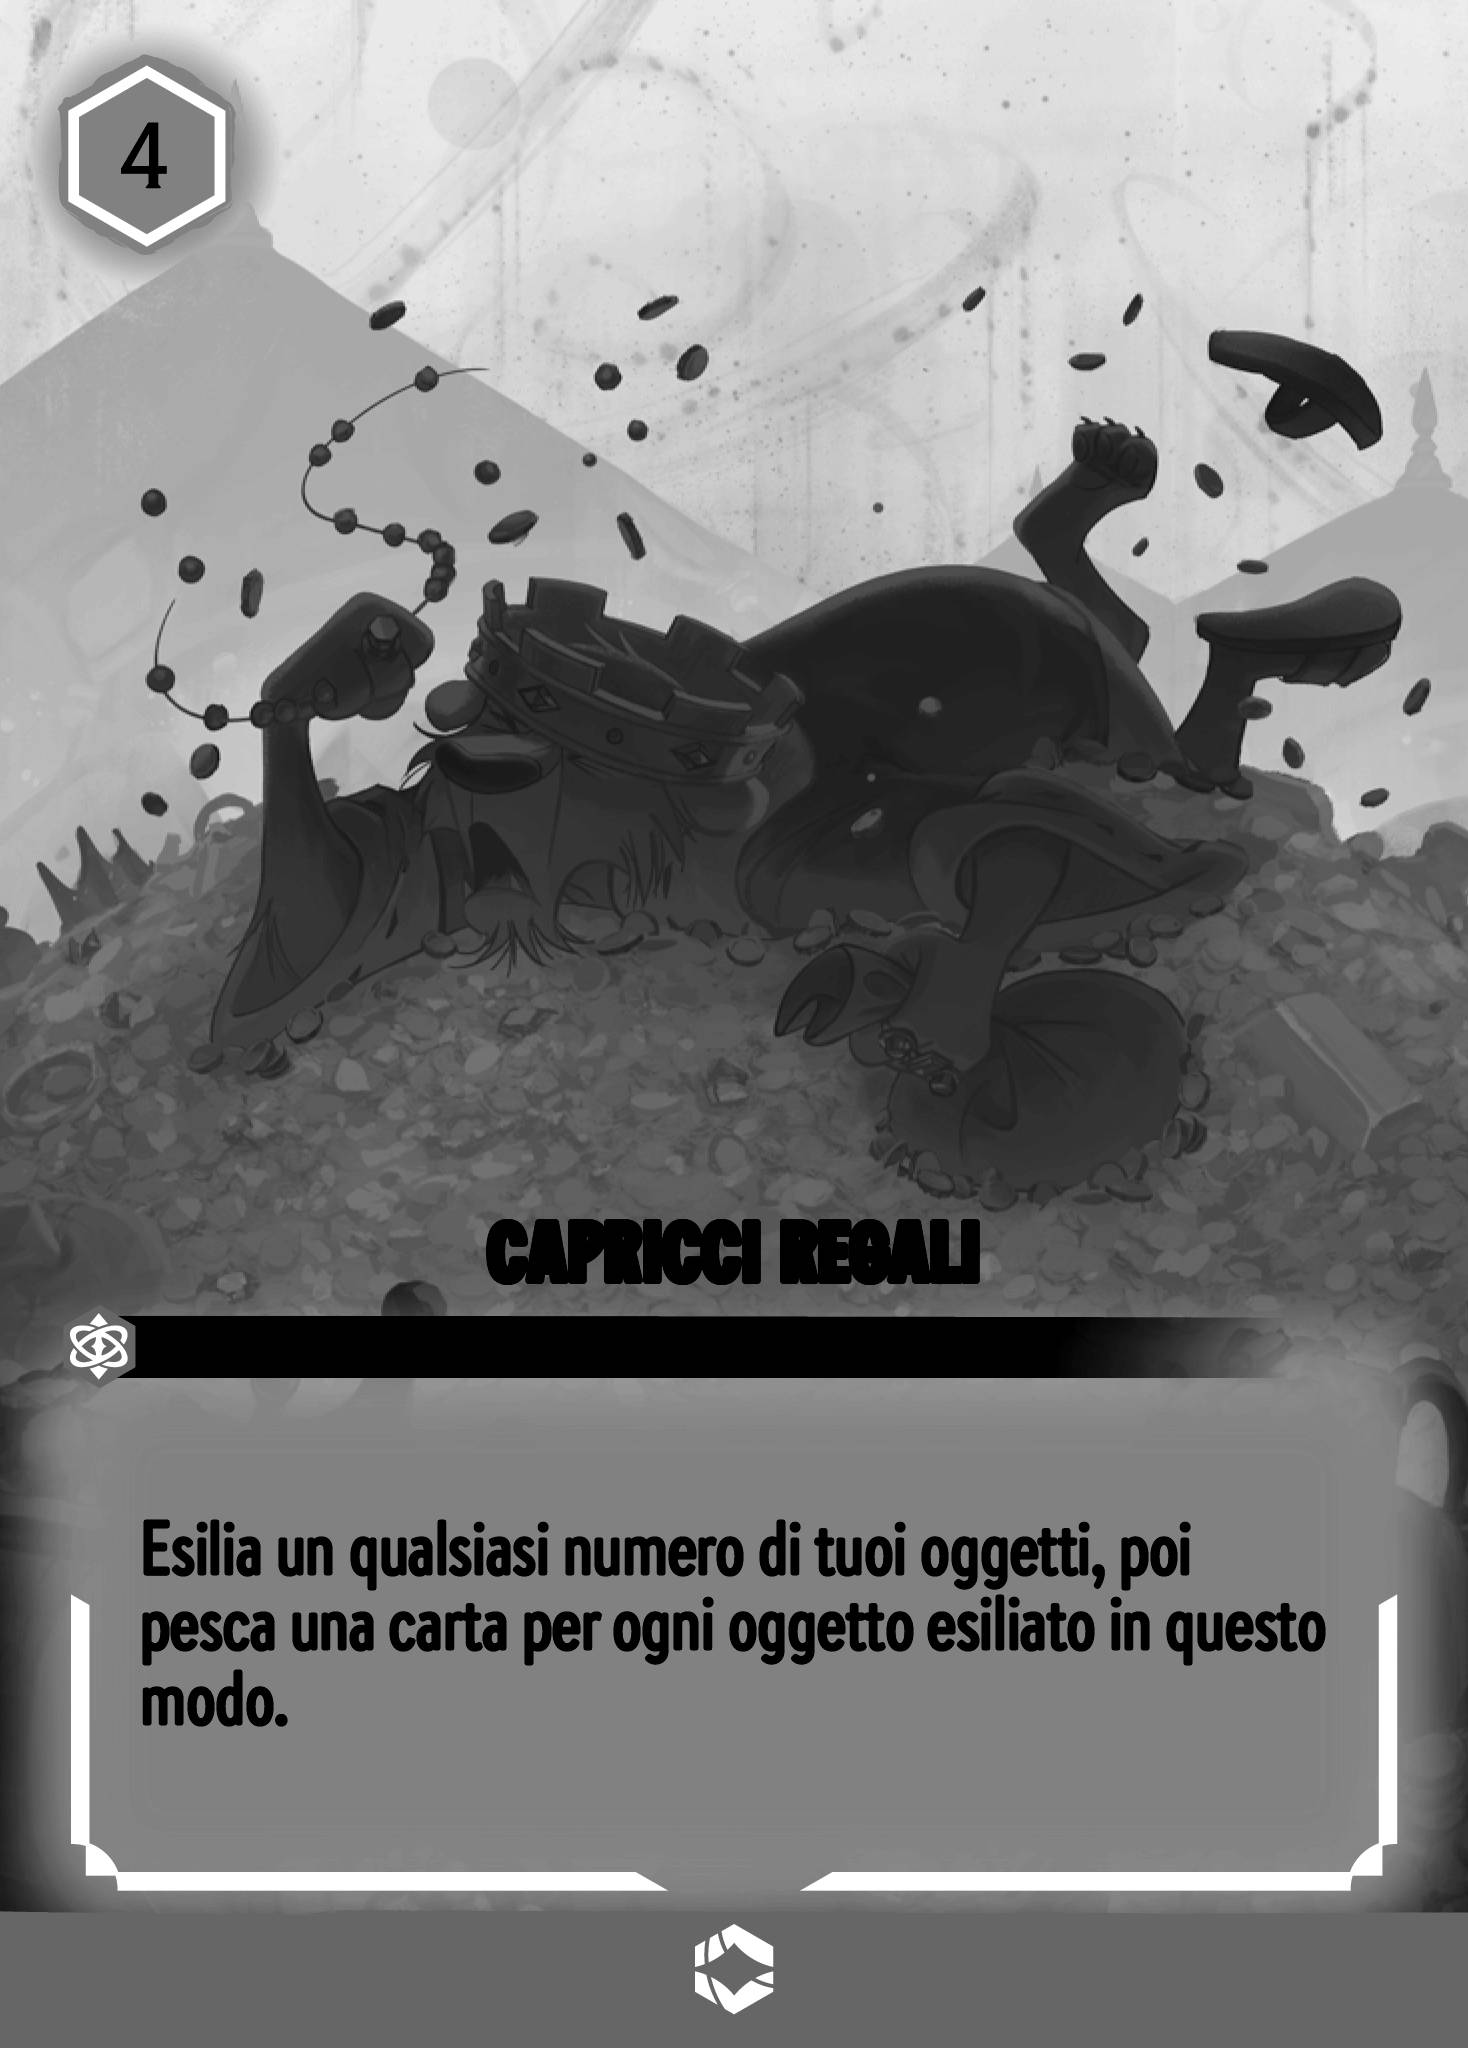 4
CAPRICCI REGALI
Esilia un qualsiasi numero di tuoi oggetti, poi
pesca una carta per ogni oggetto esiliato in questo
modo.